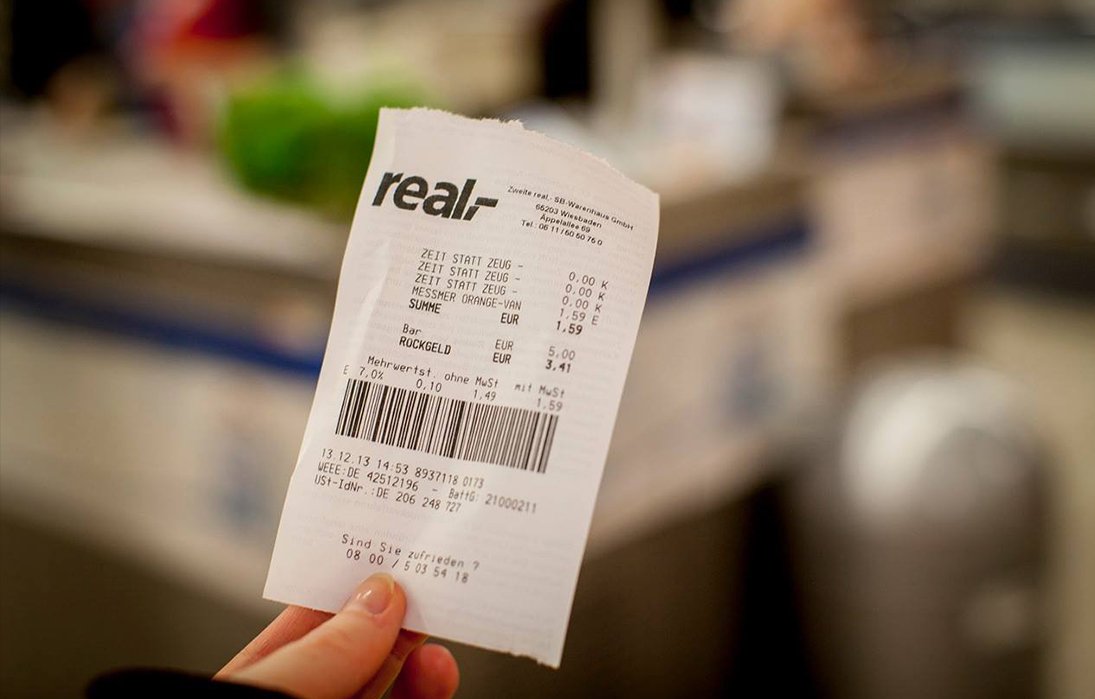 real,-
Zweite real,- SB-Warenhaus GmbH
65203 Wiesbaden
Äppelallee 69
Tel.: 06 11 / 60 50 76 0
ZEIT STATT ZEUG - 0,00 K
ZEIT STATT ZEUG - 0,00 K
ZEIT STATT ZEUG - 0,00 K
MESSMER ORANGE-VAN 1,59 E
SUMME EUR 1,59
Bar EUR 5,00
RÜCKGELD EUR 3,41
Mehrwertst. ohne MwSt mit MwSt
E 7,0% 0,10 1,49 1,59
13 12.13 14:53 8937118 0173
WEEE:DE 42512196 - BattG: 21000211
USt-IdNr.:DE 206 248 727
Sind Sie zufrieden ?
08 00 / 5 03 54 18